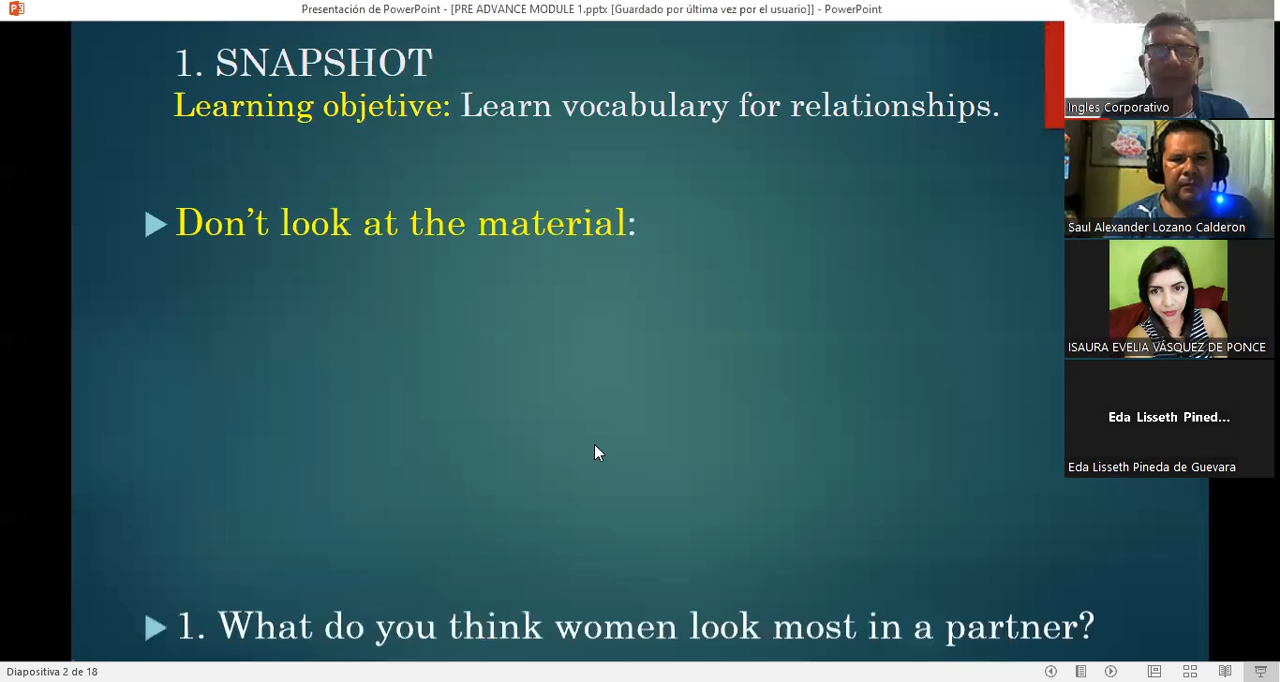 Presentación de PowerPoint - [PRE ADVANCE MODULE 1.pptx [Guardado por última vez por el usuario]] - PowerPoint
1. SNAPSHOT
Learning objetive: Learn vocabulary for relationships.
Don't look at the material:
1. What do you think women look most in a partner?
Ingles Corporativo
Saul Alexander Lozano Calderon
ISAURA EVELIA VÁSQUEZ DE PONCE
Eda Lisseth Pined...
Eda Lisseth Pineda de Guevara
Diapositiva 2 de 18